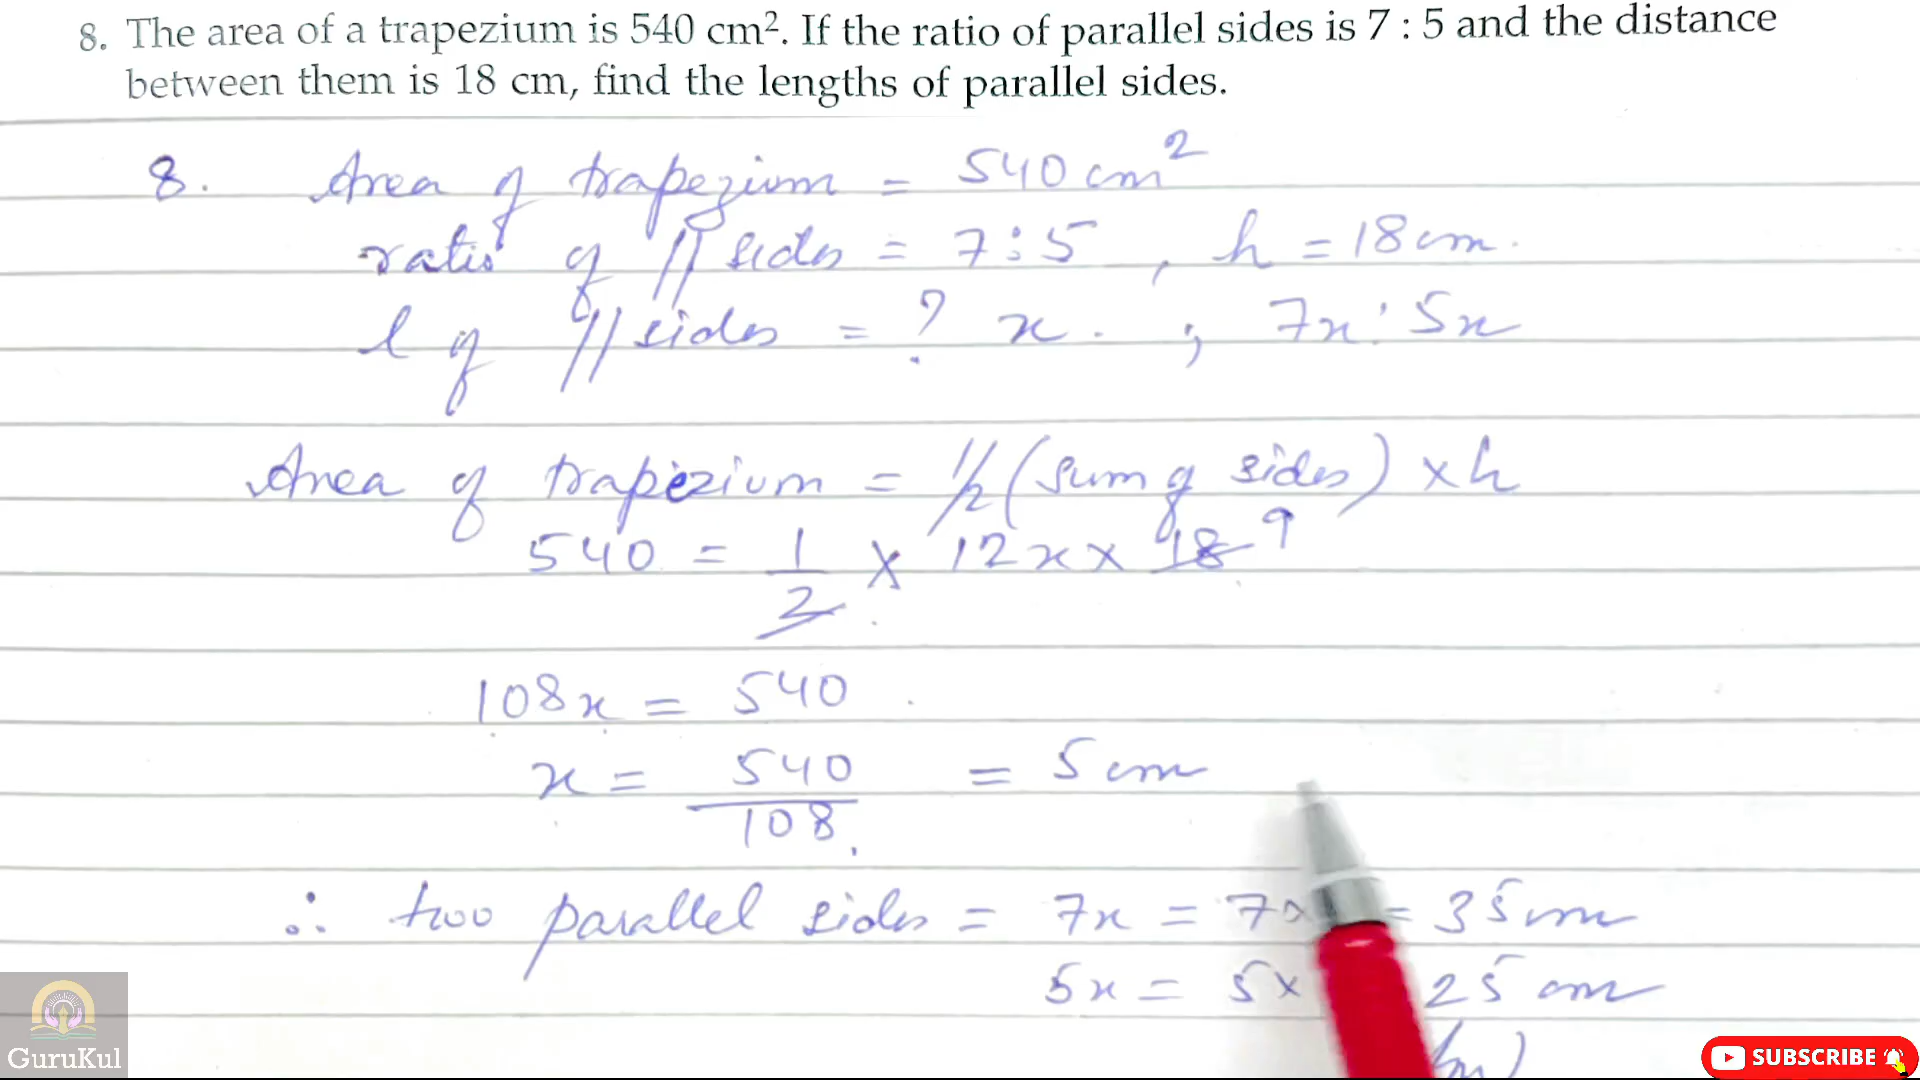 8. The area of a trapezium is 540 cm². If the ratio of parallel sides is 7 : 5 and the distance
between them is 18 cm, find the lengths of parallel sides.
8. Area of trapezium = 540 cm²
ratio of // sides = 7:5 , h = 18cm.
l of // sides = ? x. ; 7x : 5x
Area of trapezium = 1/2 (sum of sides) x h
540 = 1/2 x 12x x 18 9
108x = 540
x = 540/108 = 5 cm
∴ two parallel sides = 7x = 7x = 35 cm
5x = 5x 25 cm
GuruKul
SUBSCRIBE